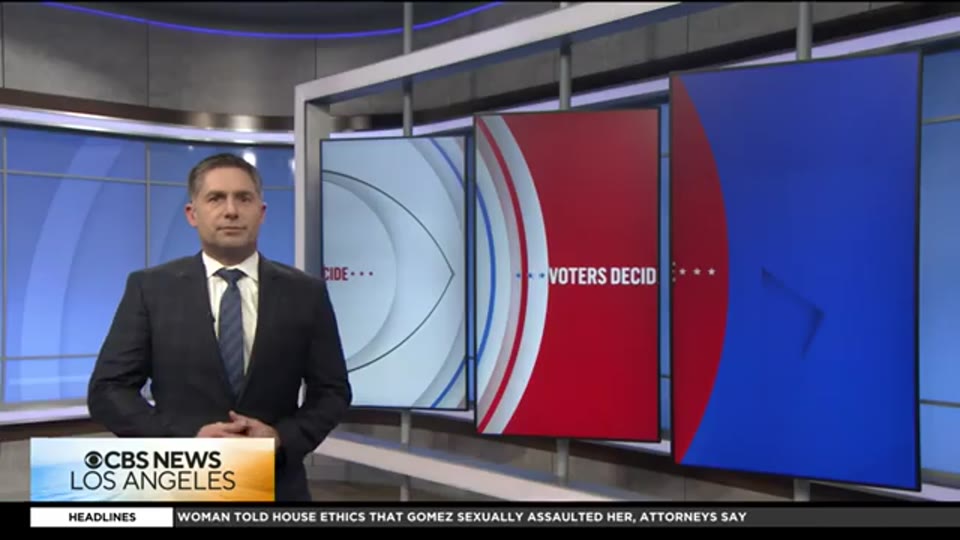 CIDE
VOTERS DECID
CBS NEWS
LOS ANGELES
HEADLINES
WOMAN TOLD HOUSE ETHICS THAT GOMEZ SEXUALLY ASSAULTED HER, ATTORNEYS SAY